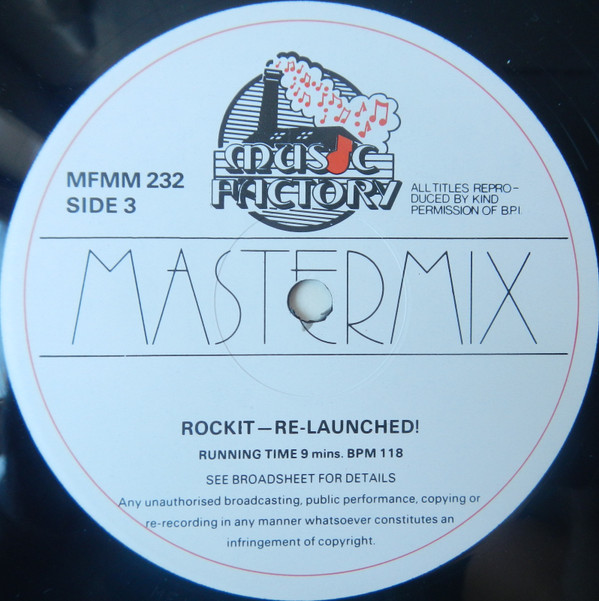 MUSIC
FACTORY
MFMM 232
SIDE 3
ALL TITLES REPRO–
DUCED BY KIND
PERMISSION OF B.P.I.
MASTERMIX
ROCKIT – RE-LAUNCHED!
RUNNING TIME 9 mins. BPM 118
SEE BROADSHEET FOR DETAILS
Any unauthorised broadcasting, public performance, copying or
re-recording in any manner whatsoever constitutes an
infringement of copyright.